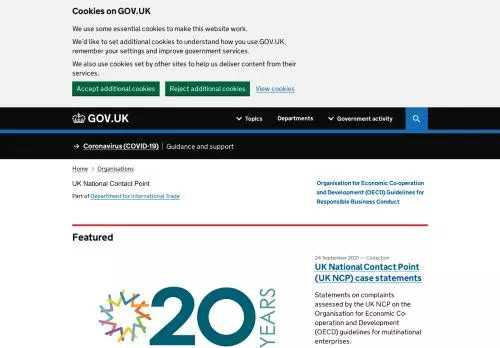 Cookies on GOV.UK
We use some essential cookies to make this website work.
We'd like to set additional cookies to understand how you use GOV.UK,
remember your settings and improve government services.
We also use cookies set by other sites to help us deliver content from their
services.
Accept additional cookies Reject additional cookies View cookies
GOV.UK Topics Departments Government activity
→ Coronavirus (COVID-19) Guidance and support
Home Organisations
UK National Contact Point
Part of Department for International Trade
Organisation for Economic Co-operation
and Development (OECD) Guidelines for
Responsible Business Conduct
Featured
20 YEARS
24 September 2021 — Collection
UK National Contact Point
(UK NCP) case statements
Statements on complaints
assessed by the UK NCP on the
Organisation for Economic Co-
operation and Development
(OECD) guidelines for multinational
enterprises.